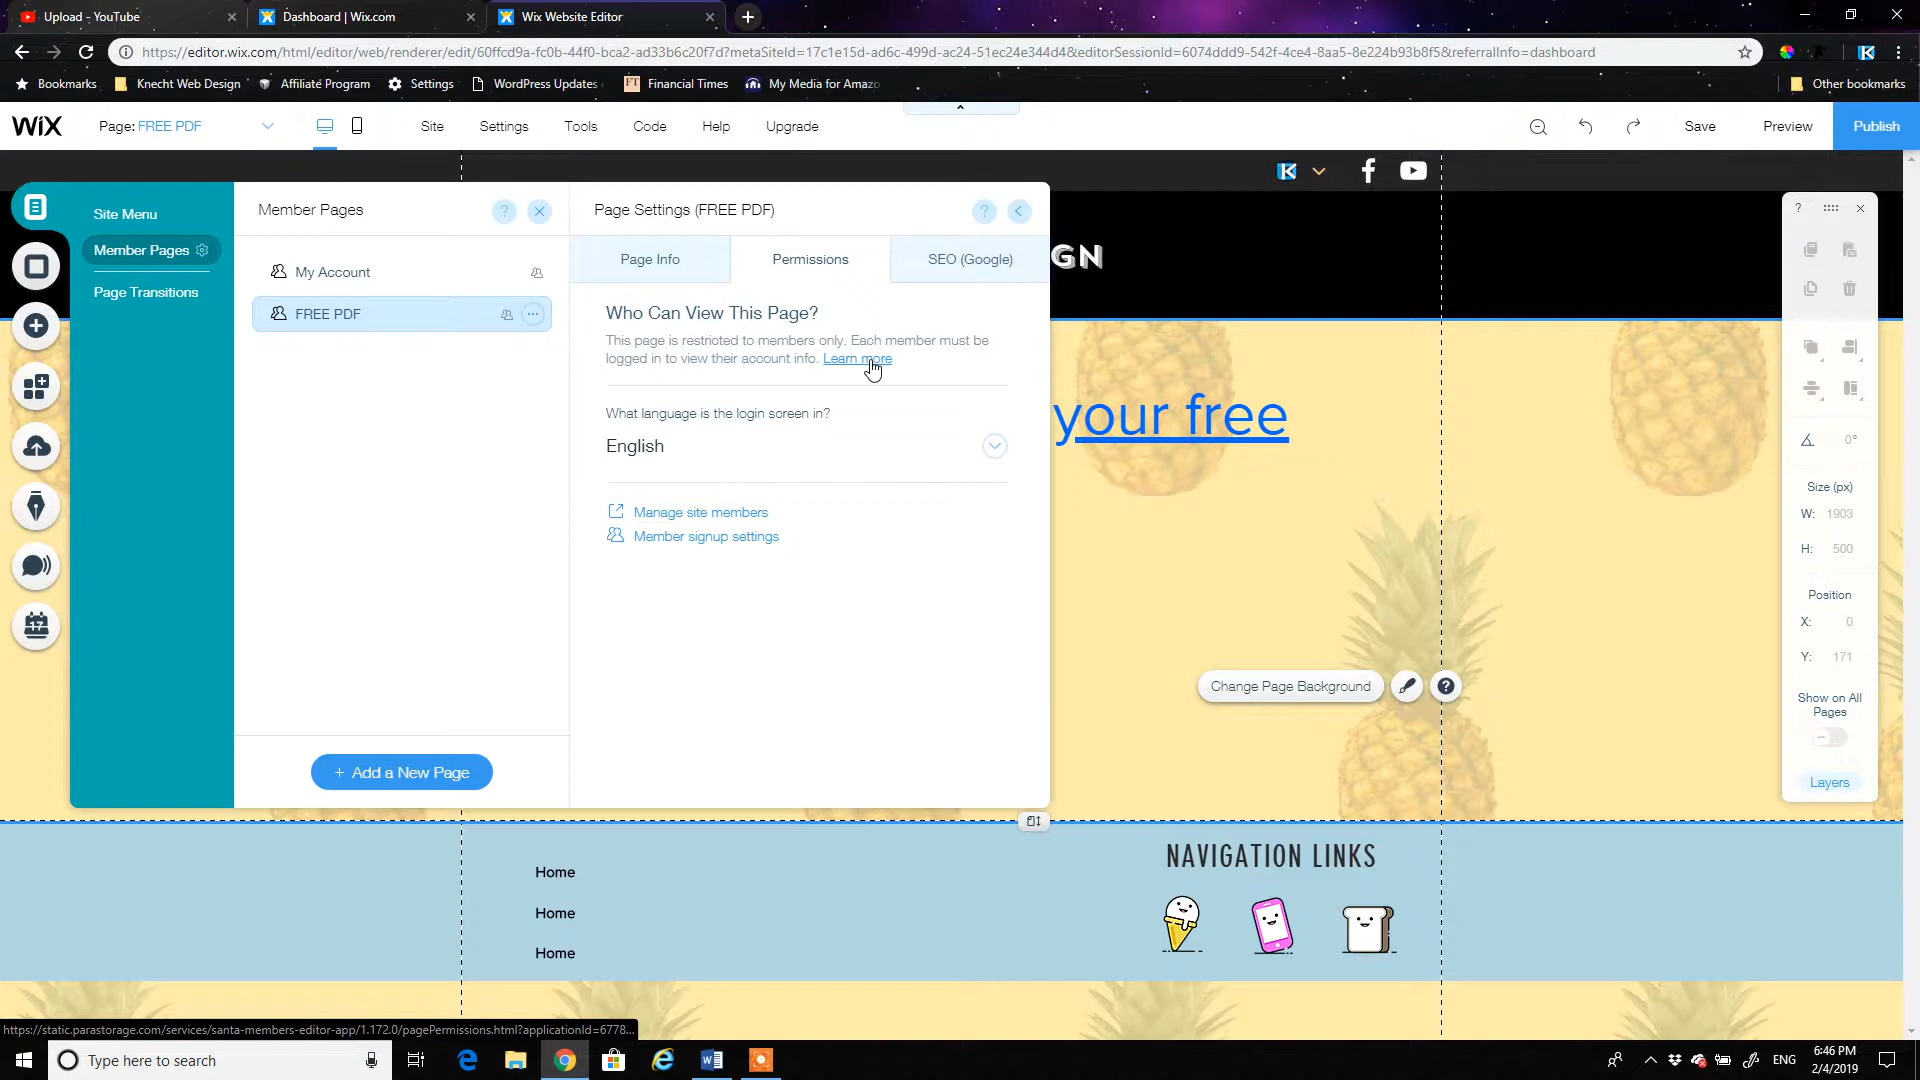 Upload - YouTube
Dashboard | Wix.com
Wix Website Editor
https://editor.wix.com/html/editor/web/renderer/edit/60ffcd9a-fc0b-44f0-bca2-ad33b6c20f7d?metaSiteId=17c1e15d-ad6c-499d-ac24-51ec24e344d4&editorSessionId=6074ddd9-542f-4ce4-8aa5-8e224b93b8f5&referralInfo=dashboard
Bookmarks
Knecht Web Design
Affiliate Program
Settings
WordPress Updates
FT Financial Times
My Media for Amazo
Other bookmarks
WiX
Page: FREE PDF
Site
Settings
Tools
Code
Help
Upgrade
Save
Preview
Publish
Site Menu
Member Pages
Page Transitions
Member Pages
?
My Account
FREE PDF
+ Add a New Page
Page Settings (FREE PDF)
?
Page Info
Permissions
SEO (Google)
Who Can View This Page?
This page is restricted to members only. Each member must be
logged in to view their account info. Learn more
What language is the login screen in?
English
Manage site members
Member signup settings
GN
your free
Change Page Background
?
?
0°
Size (px)
W: 1903
H: 500
Position
X: 0
Y: 171
Show on All
Pages
Layers
17
Home
Home
Home
NAVIGATION LINKS
https://static.parastorage.com/services/santa-members-editor-app/1.172.0/pagePermissions.html?applicationId=6778...
Type here to search
ENG
6:46 PM
2/4/2019